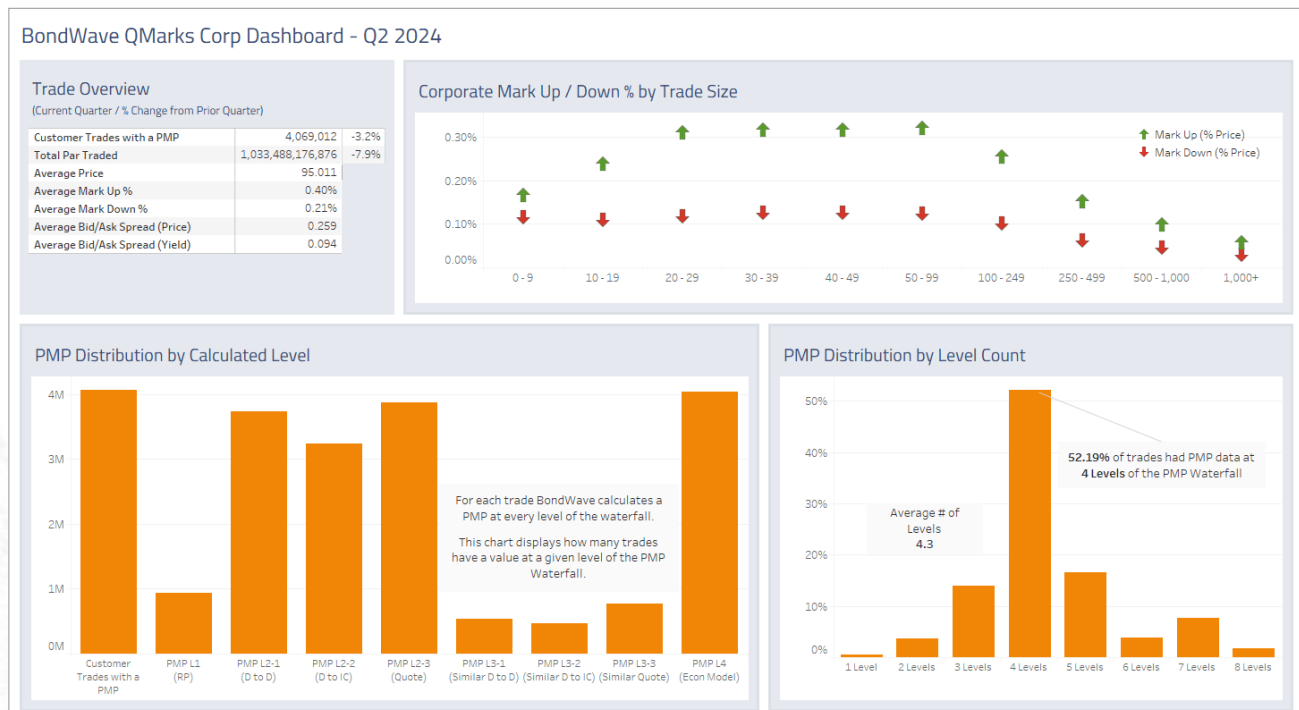 BondWave QMarks Corp Dashboard - Q2 2024
Trade Overview
(Current Quarter / % Change from Prior Quarter)
Customer Trades with a PMP 4,069,012 -3.2%
Total Par Traded 1,033,488,176,876 -7.9%
Average Price 95.011
Average Mark Up % 0.40%
Average Mark Down % 0.21%
Average Bid/Ask Spread (Price) 0.259
Average Bid/Ask Spread (Yield) 0.094
Corporate Mark Up / Down % by Trade Size
0.30%
0.20%
0.10%
0.00%
Mark Up (% Price)
Mark Down (% Price)
0 - 9 10 - 19 20 - 29 30 - 39 40 - 49 50 - 99 100 - 249 250 - 499 500 - 1,000 1,000+
PMP Distribution by Calculated Level
4M
3M
2M
1M
0M
For each trade BondWave calculates a
PMP at every level of the waterfall.
This chart displays how many trades
have a value at a given level of the PMP
Waterfall.
Customer PMP L1 PMP L2-1 PMP L2-2 PMP L2-3 PMP L3-1 PMP L3-2 PMP L3-3 PMP L4
Trades with a (RP) (D to D) (D to IC) (Quote) (Similar D to D) (Similar D to IC) (Similar Quote) (Econ Model)
PMP
PMP Distribution by Level Count
50%
40%
30%
20%
10%
0%
52.19% of trades had PMP data at
4 Levels of the PMP Waterfall
Average # of
Levels
4.3
1 Level 2 Levels 3 Levels 4 Levels 5 Levels 6 Levels 7 Levels 8 Levels